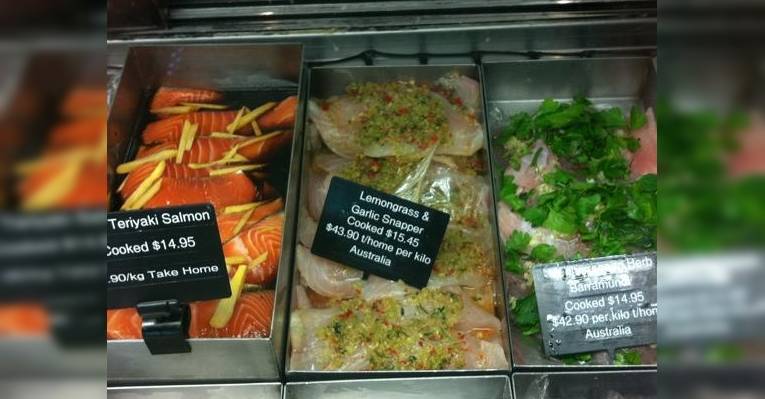 Teriyaki Salmon
Cooked $14.95
.90/kg Take Home
Lemongrass &
Garlic Snapper
Cooked $15.45
$43.90 t/home per kilo
Australia
Herb
Barramundi
Cooked $14.95
$42.90 per kilo t/hom
Australia